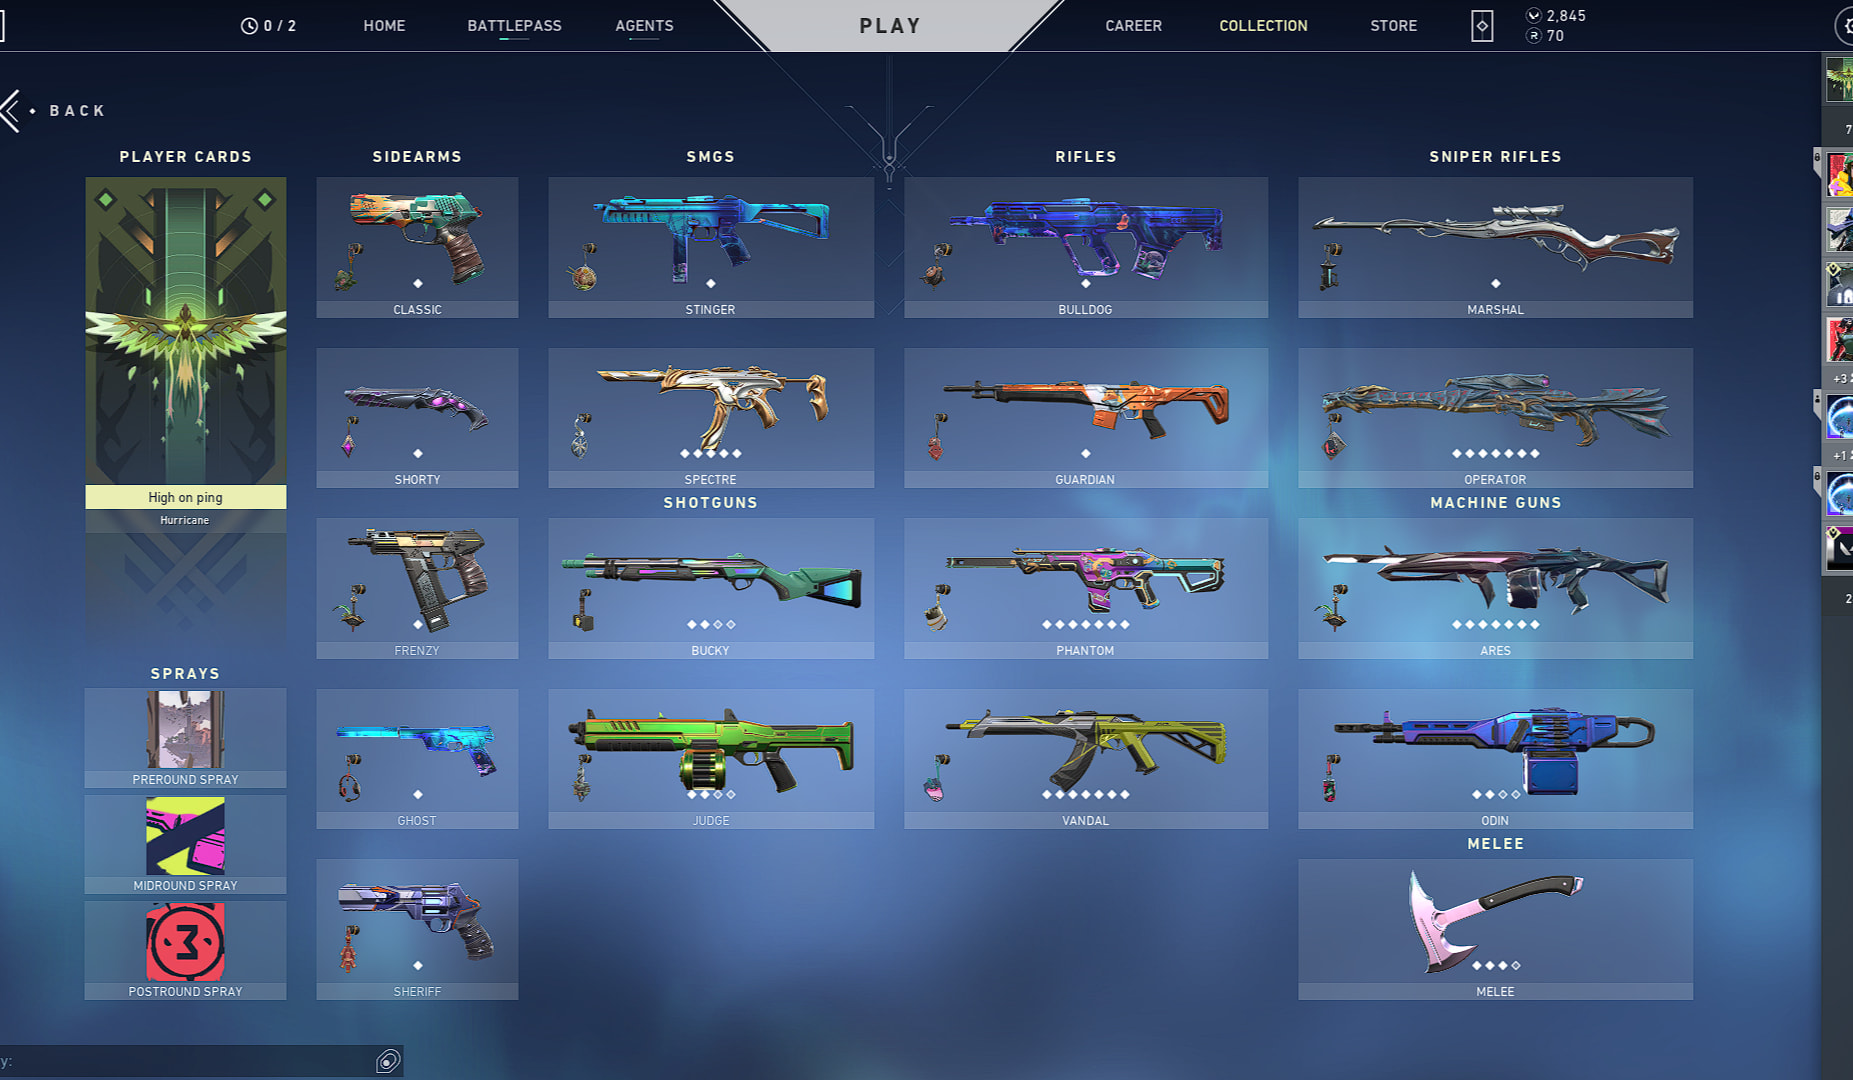 0 / 2
HOME
BATTLEPASS
AGENTS
PLAY
CAREER
COLLECTION
STORE
2,845
R 70
BACK
PLAYER CARDS
SIDEARMS
SMGS
RIFLES
SNIPER RIFLES
CLASSIC
STINGER
BULLDOG
MARSHAL
SHORTY
SPECTRE
GUARDIAN
OPERATOR
High on ping
Hurricane
SHOTGUNS
MACHINE GUNS
FRENZY
BUCKY
PHANTOM
ARES
SPRAYS
PREROUND SPRAY
GHOST
JUDGE
VANDAL
ODIN
MELEE
MIDROUND SPRAY
POSTROUND SPRAY
SHERIFF
MELEE
y:
7
+3
+1
2